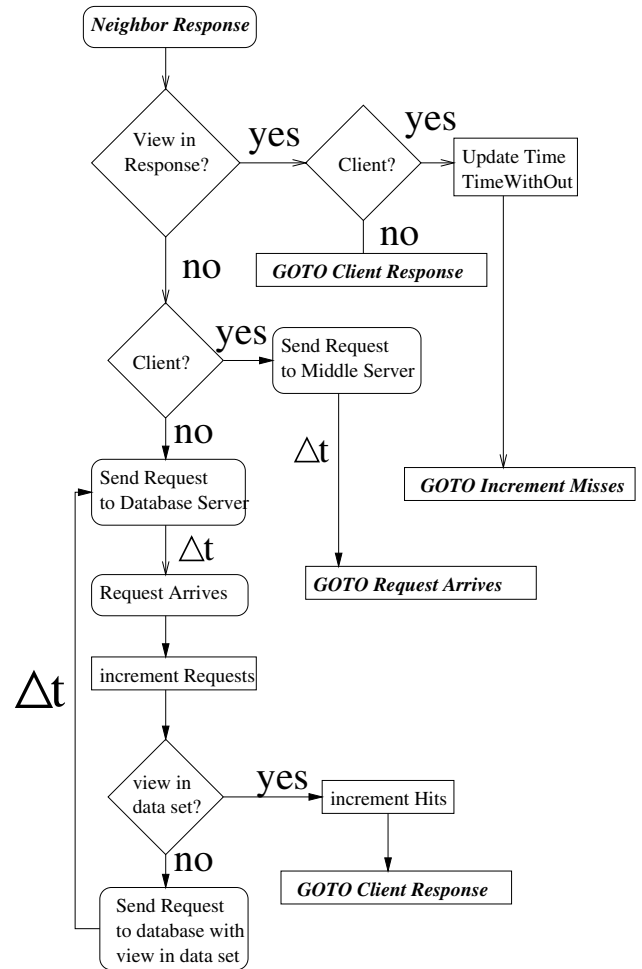 Neighbor Response
View in
Response?
yes
Client?
yes
Update Time
TimeWithOut
no
GOTO Client Response
no
Client?
yes
Send Request
to Middle Server
no
Δt
GOTO Increment Misses
Send Request
to Database Server
Δt
GOTO Request Arrives
Request Arrives
increment Requests
Δt
view in
data set?
yes
increment Hits
no
GOTO Client Response
Send Request
to database with
view in data set